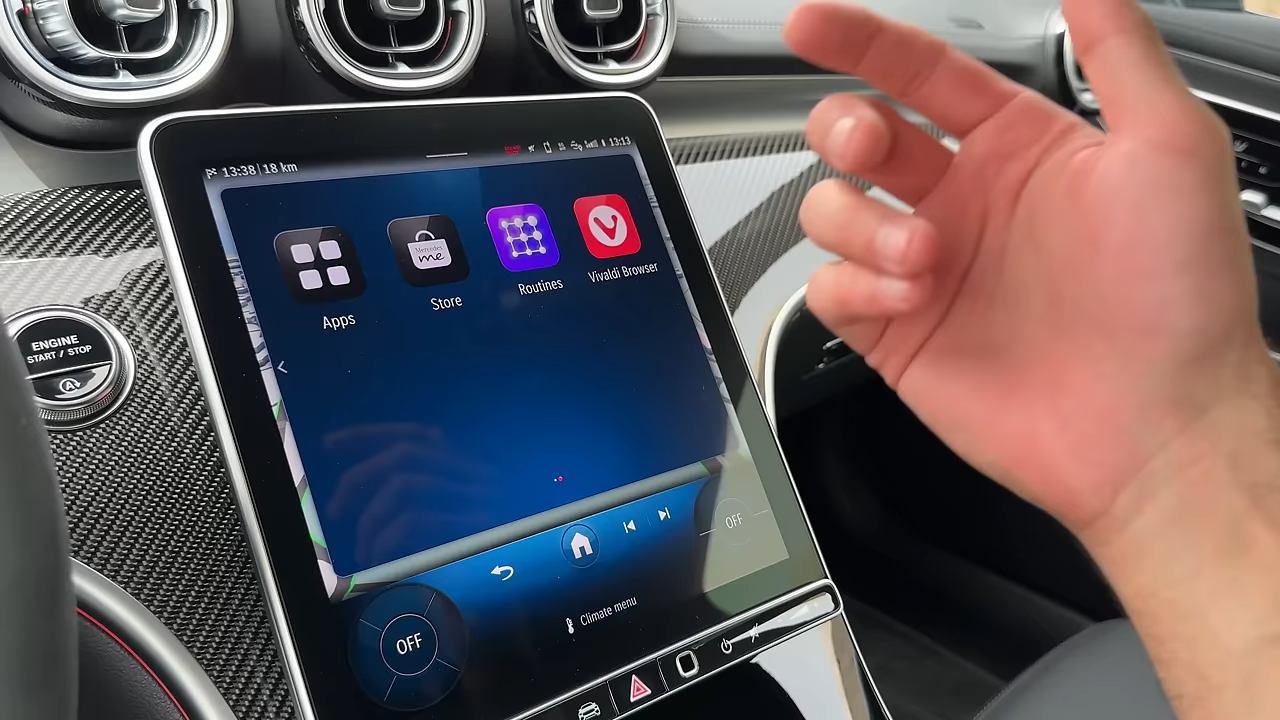 13:38 | 18 km
13:13
Mercedes
me
Apps
Store
Routines
Vivaldi Browser
ENGINE
START / STOP
A
OFF
OFF
Climate menu